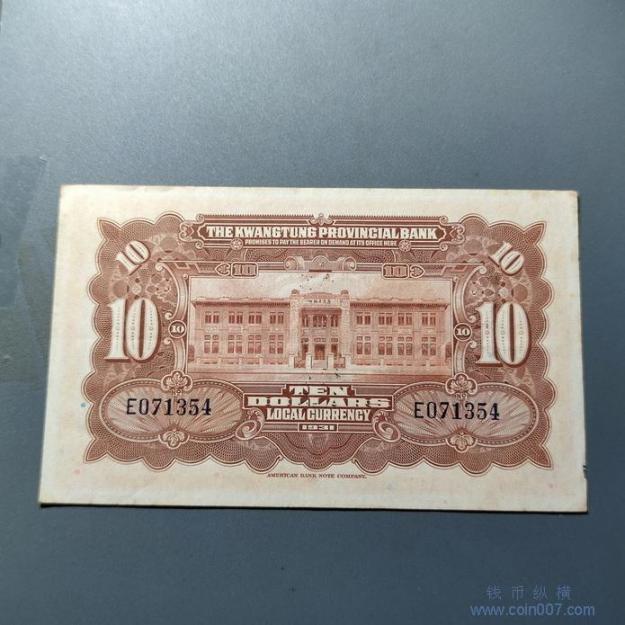 THE KWANGTUNG PROVINCIAL BANK
PROMISES TO PAY THE BEARER ON DEMAND AT ITS OFFICE HERE
10 10
10 10
10 10
10 10
TEN
DOLLARS
LOCAL CURRENCY
1931
E071354 E071354
AMERICAN BANK NOTE COMPANY.
钱币纵横
www.coin007.com